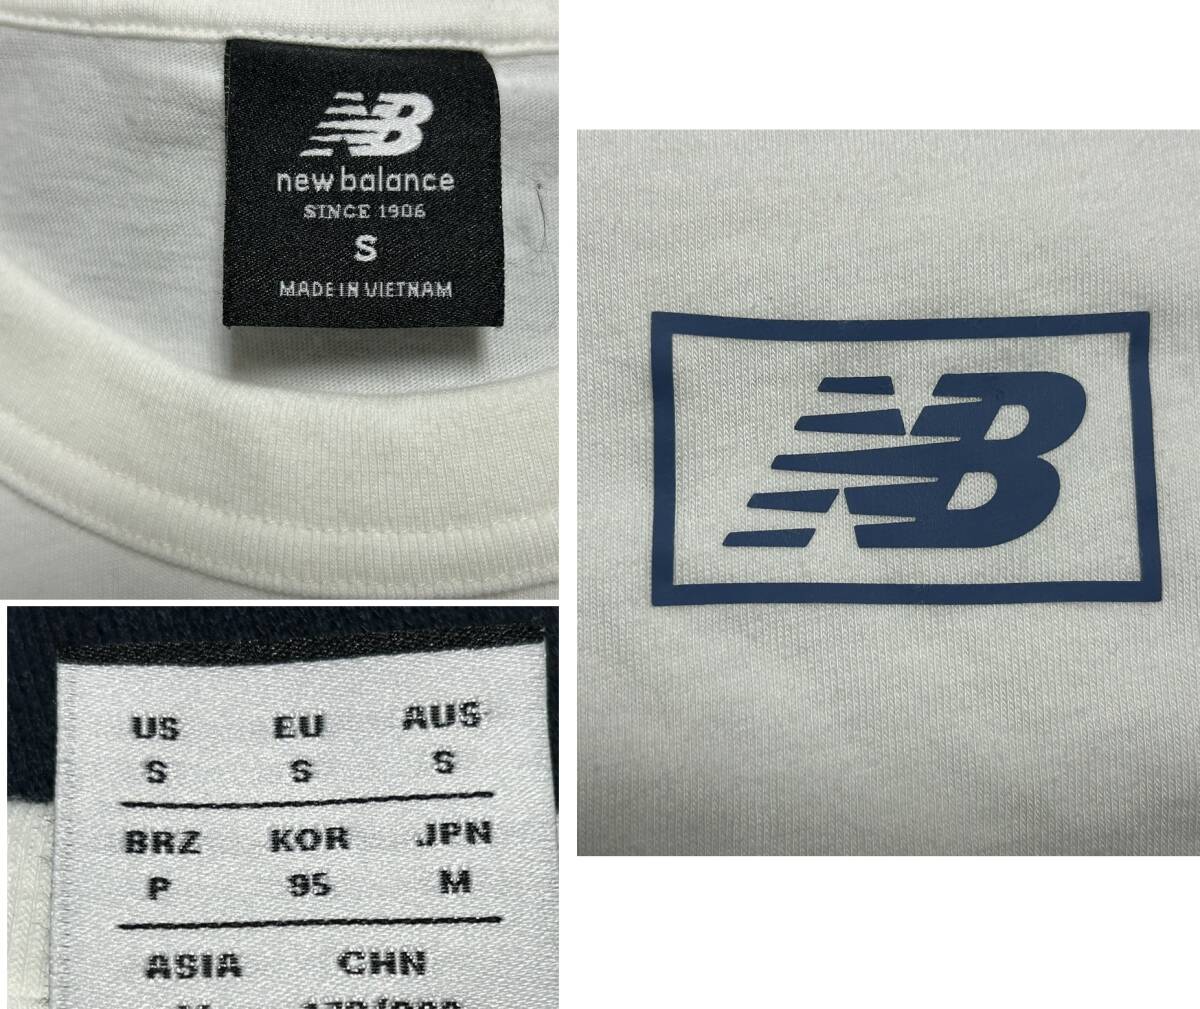 NB
new balance
SINCE 1906
S
MADE IN VIETNAM
NB
US EU AUS
S S S
BRZ KOR JPN
P 95 M
ASIA CHN